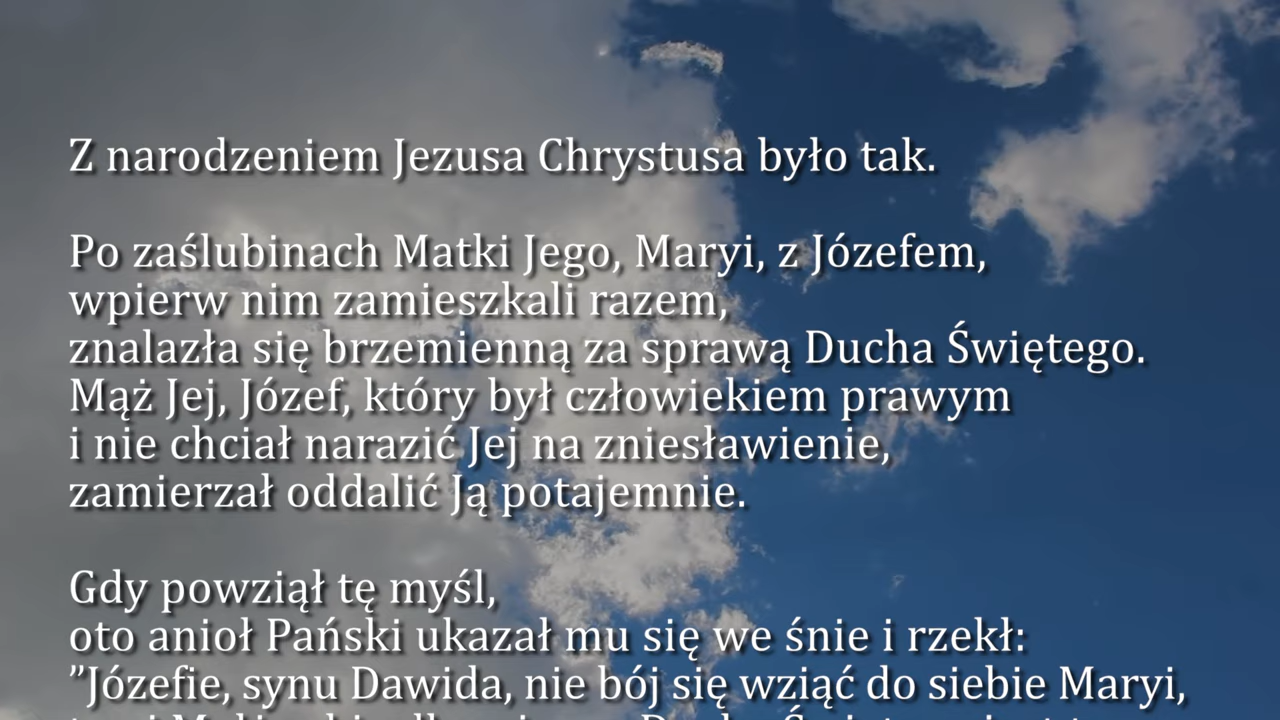 Z narodzeniem Jezusa Chrystusa było tak.
Po zaślubinach Matki Jego, Maryi, z Józefem,
wpierw nim zamieszkali razem,
znalazła się brzemienną za sprawą Ducha Świętego.
Mąż Jej, Józef, który był człowiekiem prawym
i nie chciał narazić Jej na zniesławienie,
zamierzał oddalić Ją potajemnie.
Gdy powziął tę myśl,
oto anioł Pański ukazał mu się we śnie i rzekł:
”Józefie, synu Dawida, nie bój się wziąć do siebie Maryi,